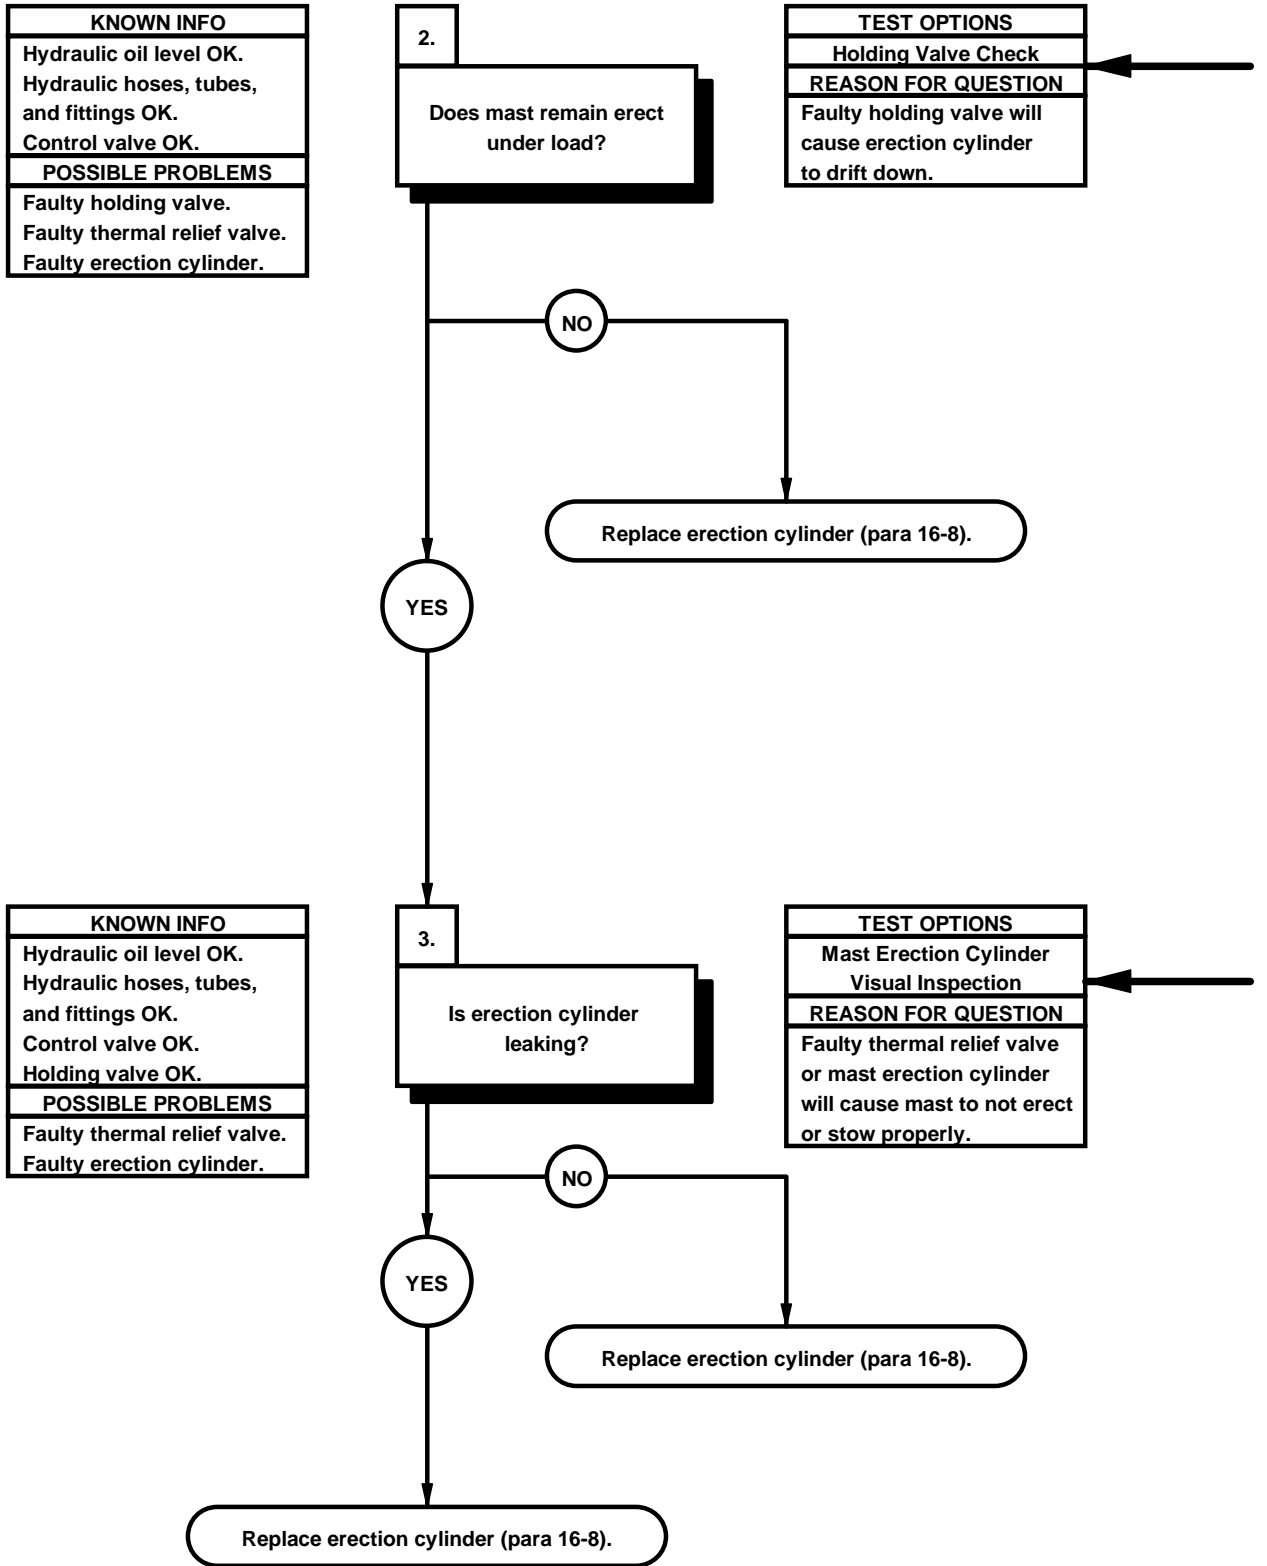 KNOWN INFO
Hydraulic oil level OK.
Hydraulic hoses, tubes,
and fittings OK.
Control valve OK.
POSSIBLE PROBLEMS
Faulty holding valve.
Faulty thermal relief valve.
Faulty erection cylinder.
2.
Does mast remain erect
under load?
TEST OPTIONS
Holding Valve Check
REASON FOR QUESTION
Faulty holding valve will
cause erection cylinder
to drift down.
NO
Replace erection cylinder (para 16-8).
YES
KNOWN INFO
Hydraulic oil level OK.
Hydraulic hoses, tubes,
and fittings OK.
Control valve OK.
Holding valve OK.
POSSIBLE PROBLEMS
Faulty thermal relief valve.
Faulty erection cylinder.
3.
Is erection cylinder
leaking?
TEST OPTIONS
Mast Erection Cylinder
Visual Inspection
REASON FOR QUESTION
Faulty thermal relief valve
or mast erection cylinder
will cause mast to not erect
or stow properly.
NO
YES
Replace erection cylinder (para 16-8).
Replace erection cylinder (para 16-8).